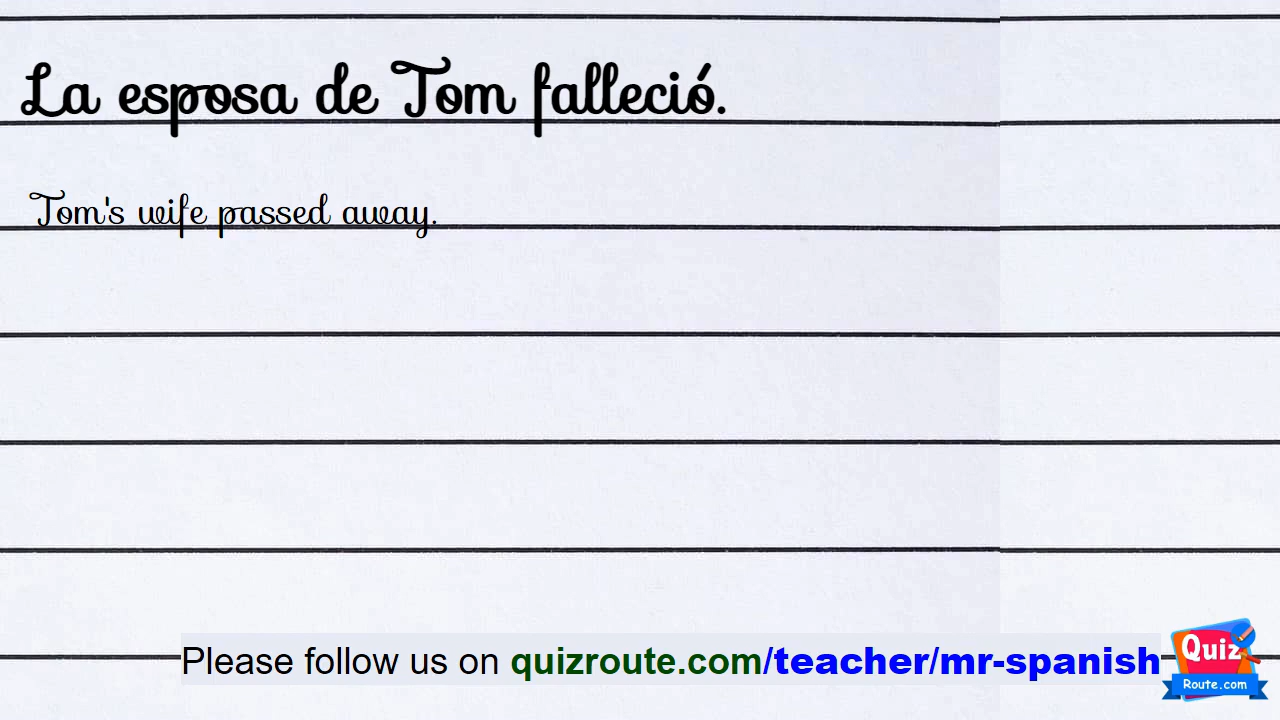 La esposa de Tom falleció.
Tom's wife passed away.
Please follow us on quizroute.com/teacher/mr-spanish
Quiz
Route.com